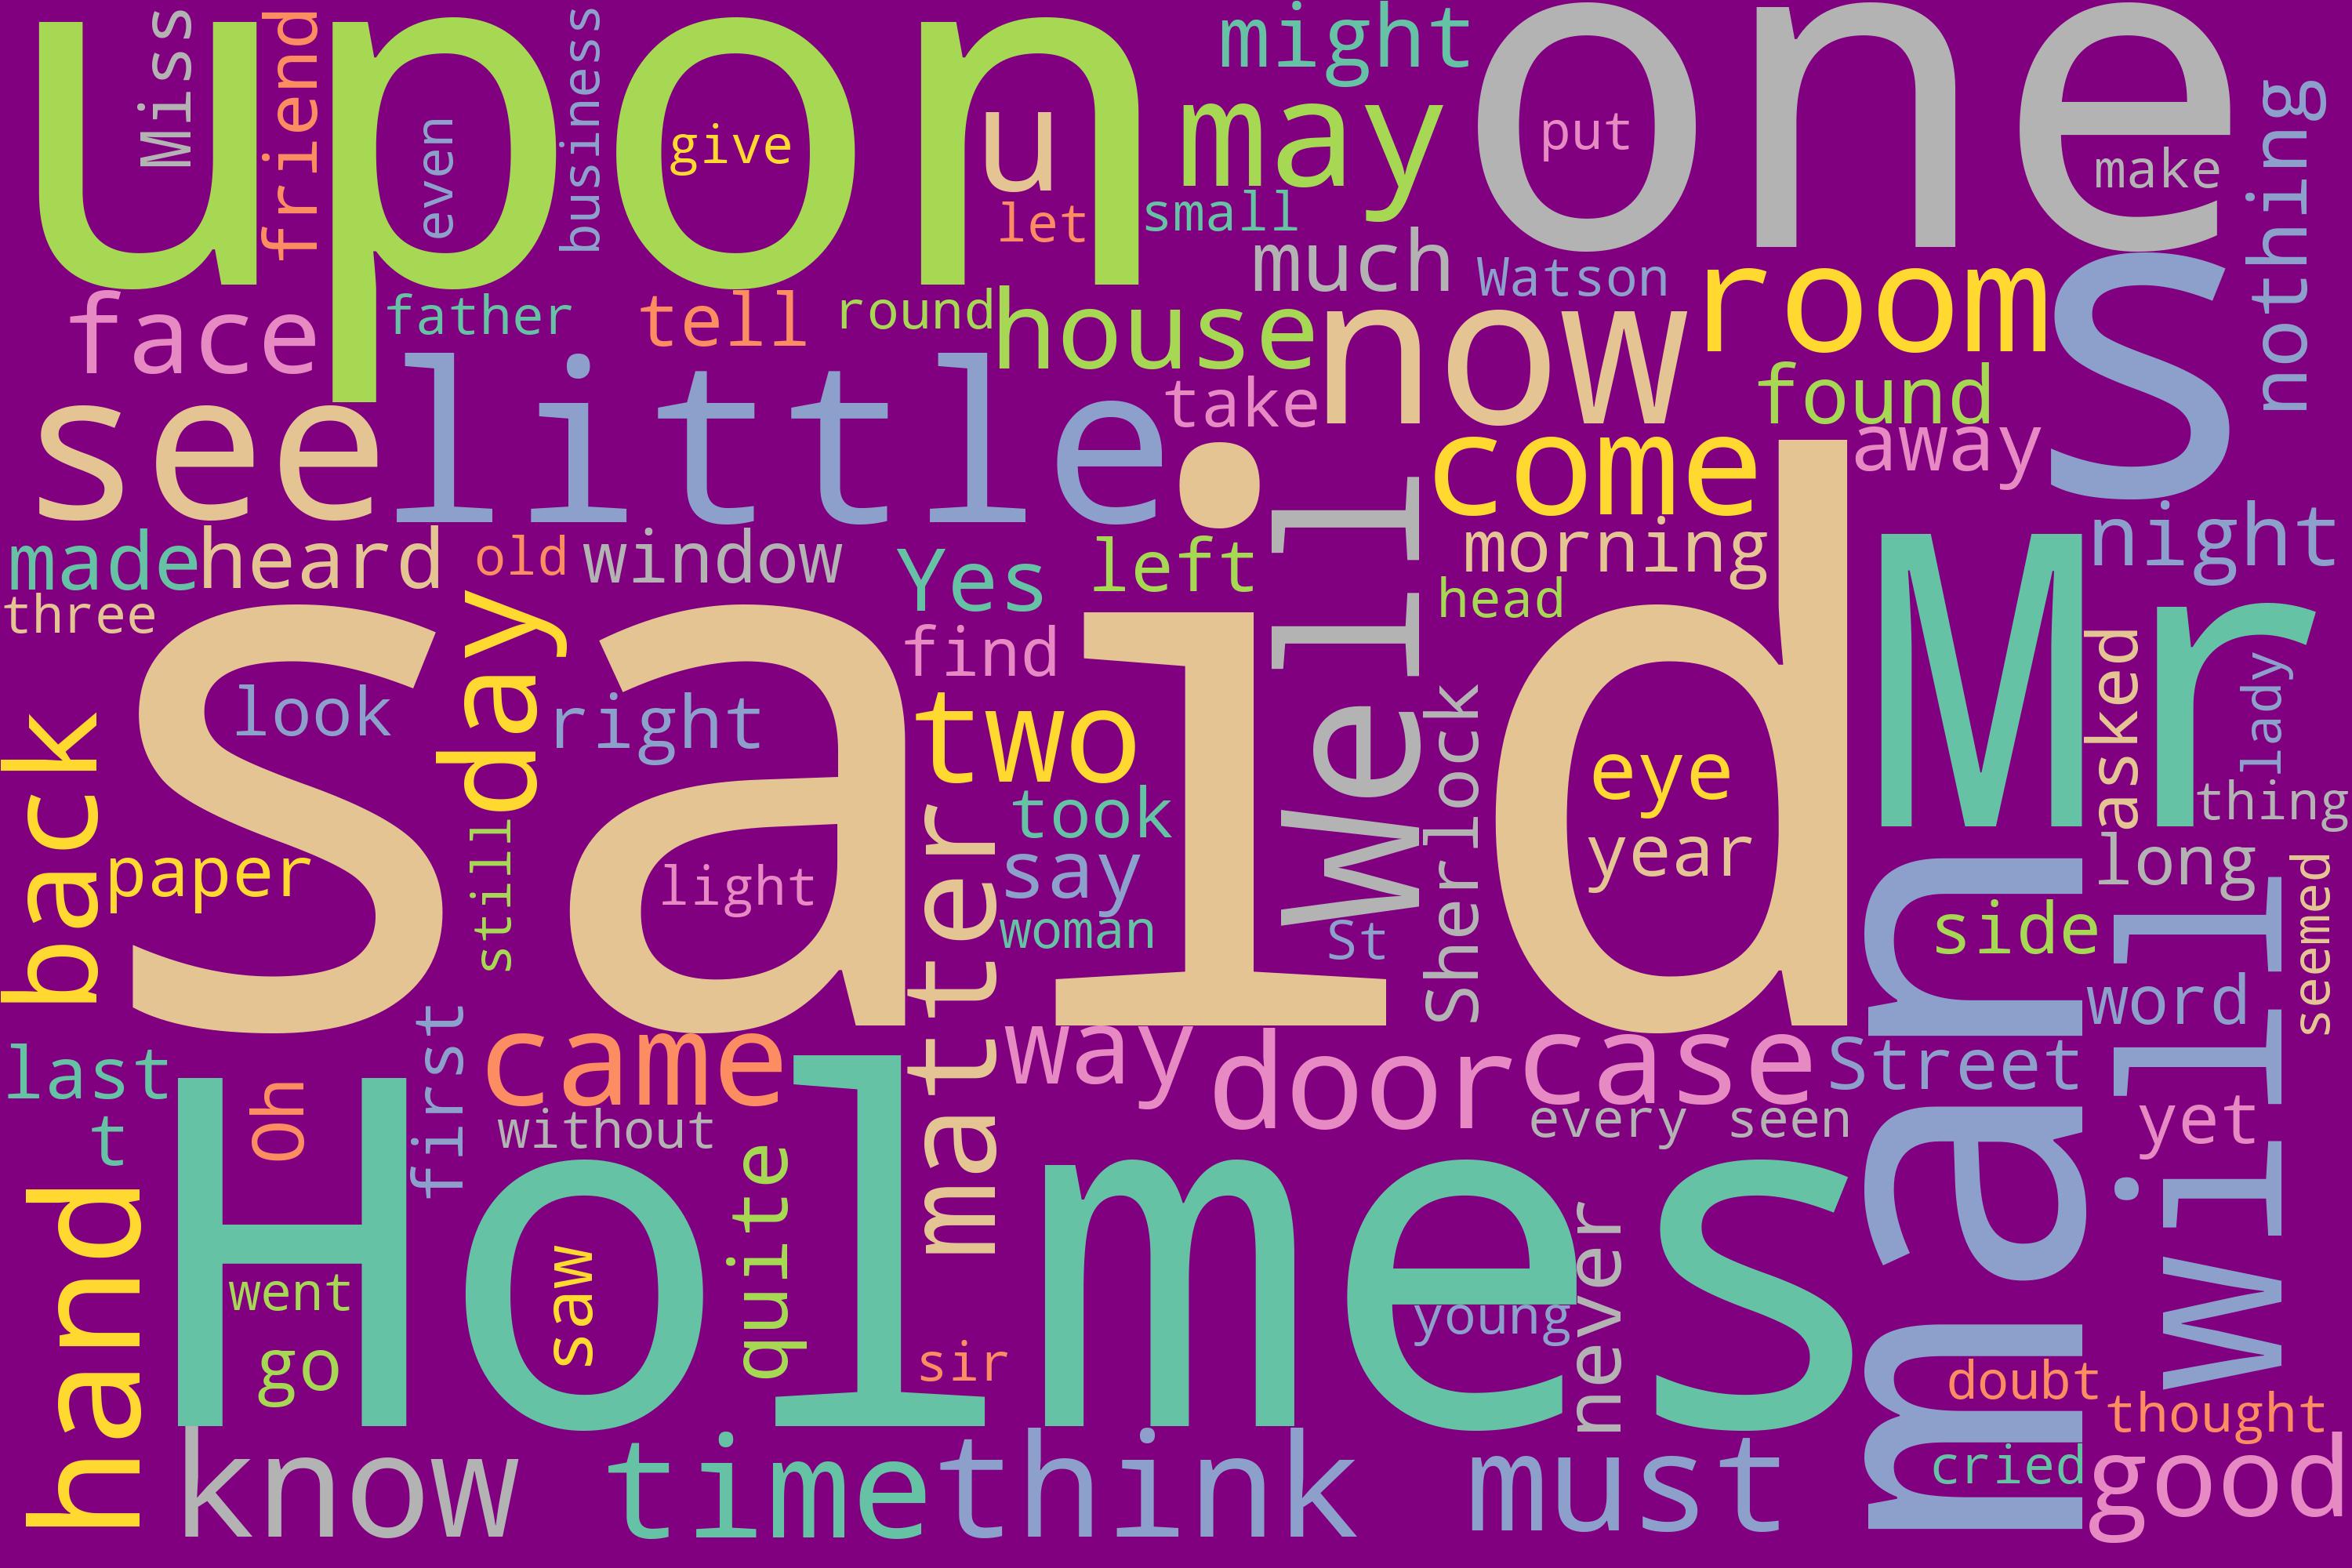 upon
one
Miss
friend
even
business
give
u
let
might
may
small
put
make
nothing
much
Watson
room
s
face
father
tell
round
house
now
found
see
little
take
come
away
made
heard
old
window
Yes
left
Well
morning
head
night
three
said
Mr
look
day
right
find
two
asked
lady
back
eye
year
Sherlock
took
thing
paper
still
light
matter
say
woman
St
long
side
man
will
seemed
word
last
t
Oh
first
came
way
door
case
Street
without
every
seen
yet
hand
Holmes
went
go
saw
quite
sir
young
never
doubt
thought
cried
know
time
think
must
good